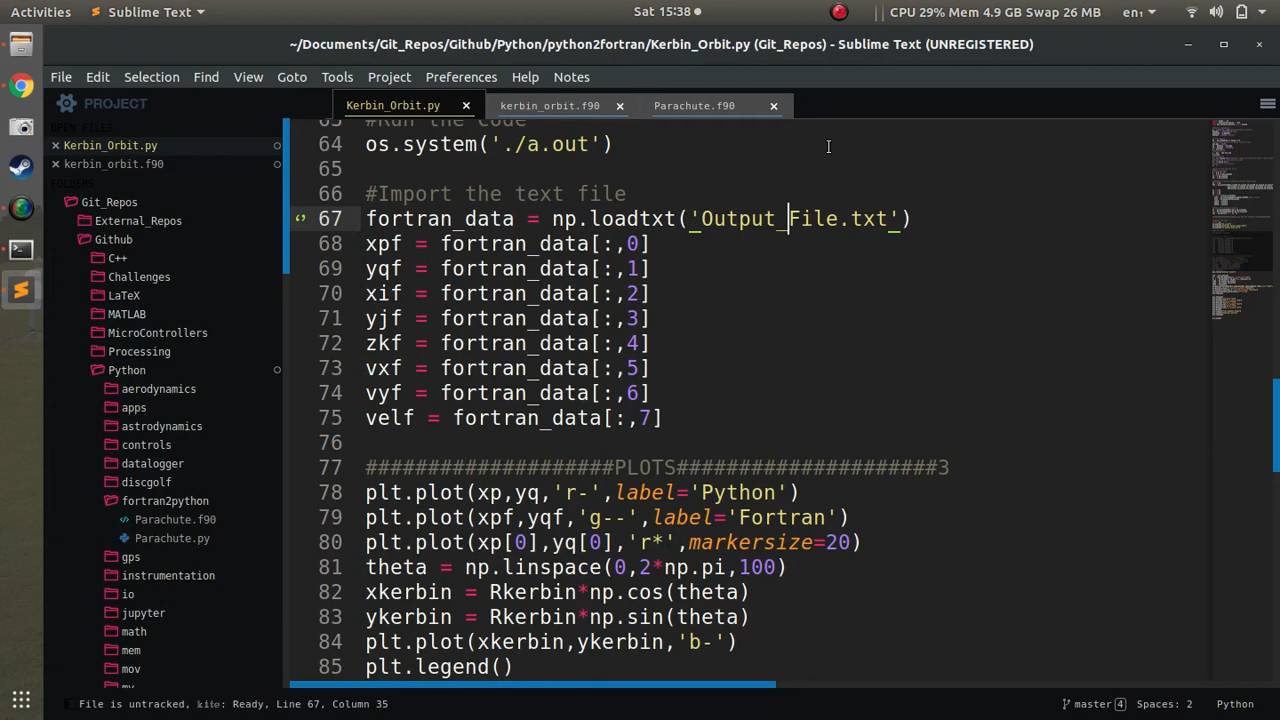 Activities
Sublime Text
Sat 15:38
CPU 29% Mem 4.9 GB Swap 26 MB
en₁
~/Documents/Git_Repos/Github/Python/python2fortran/Kerbin_Orbit.py (Git_Repos) - Sublime Text (UNREGISTERED)
File Edit Selection Find View Goto Tools Project Preferences Help Notes
PROJECT
Kerbin_Orbit.py
kerbin_orbit.f90
Parachute.f90
OPEN FILES
Kerbin_Orbit.py
kerbin_orbit.f90
FOLDERS
Git_Repos
External_Repos
Github
C++
Challenges
LaTeX
MATLAB
MicroControllers
Processing
Python
aerodynamics
apps
astrodynamics
controls
datalogger
discgolf
fortran2python
Parachute.f90
Parachute.py
gps
instrumentation
io
jupyter
math
mem
mov
my
63 #Run the code
64 os.system('./a.out')
65
66 #Import the text file
67 fortran_data = np.loadtxt('Output_File.txt')
68 xpf = fortran_data[:,0]
69 yqf = fortran_data[:,1]
70 xif = fortran_data[:,2]
71 yjf = fortran_data[:,3]
72 zkf = fortran_data[:,4]
73 vxf = fortran_data[:,5]
74 vyf = fortran_data[:,6]
75 velf = fortran_data[:,7]
76
77 ####################PLOTS#####################3
78 plt.plot(xp,yq,'r-',label='Python')
79 plt.plot(xpf,yqf,'g--',label='Fortran')
80 plt.plot(xp[0],yq[0],'r*',markersize=20)
81 theta = np.linspace(0,2*np.pi,100)
82 xkerbin = Rkerbin*np.cos(theta)
83 ykerbin = Rkerbin*np.sin(theta)
84 plt.plot(xkerbin,ykerbin,'b-')
85 plt.legend()
File is untracked, kite: Ready, Line 67, Column 35
master 4
Spaces: 2
Python